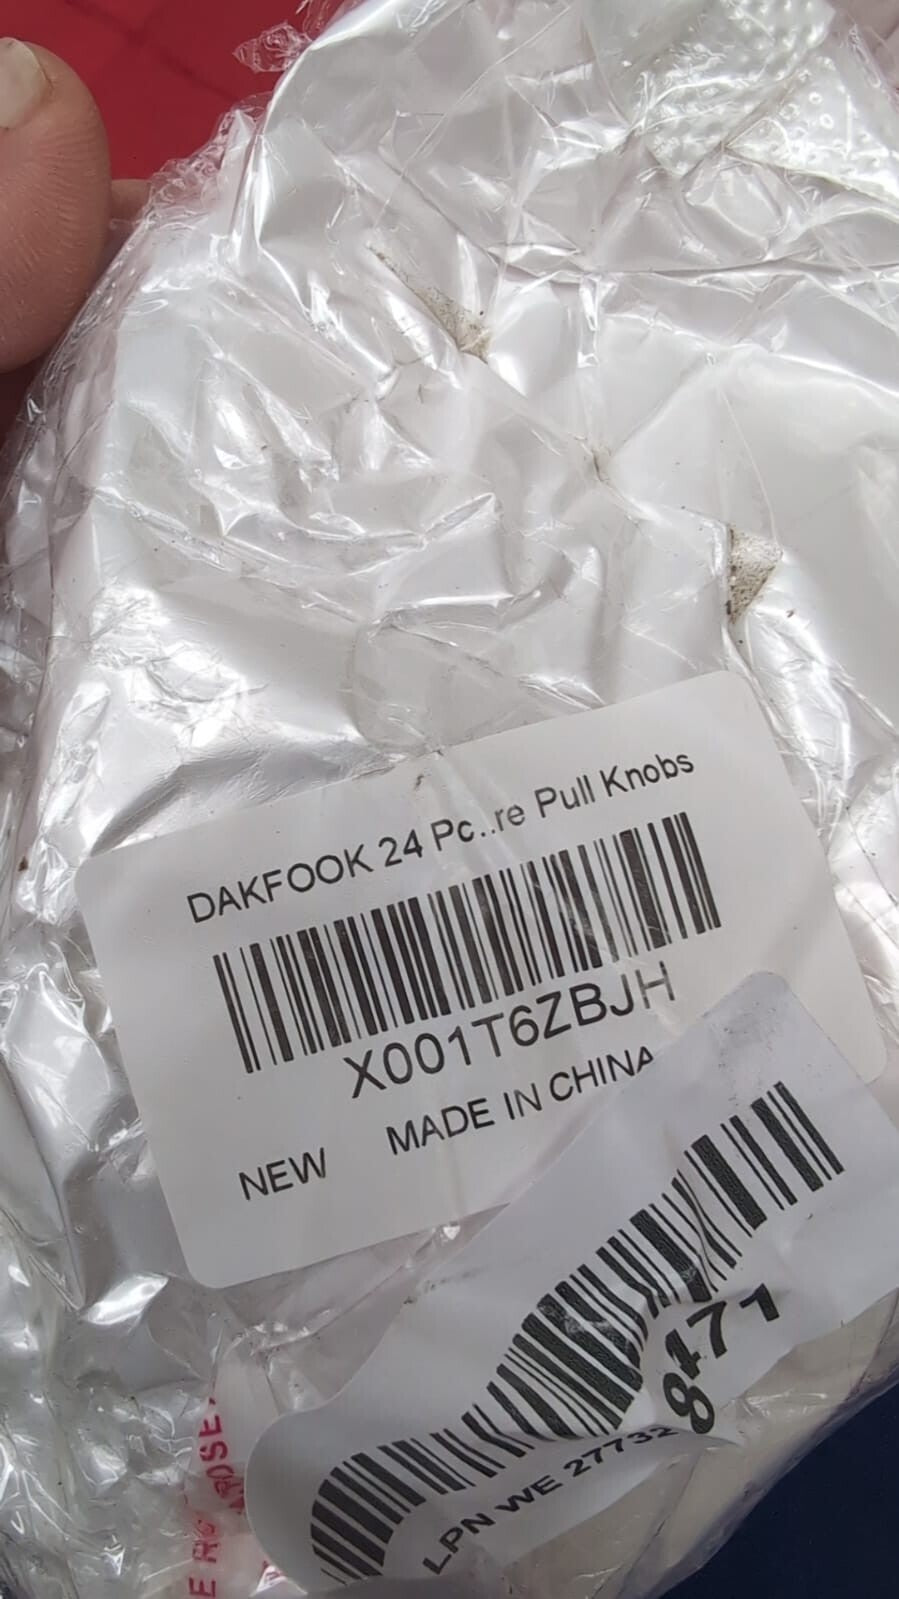 DAKFOOK 24 Pc..re Pull Knobs
X001T6ZBJH
NEW MADE IN CHINA
LPN WE 27732
8471